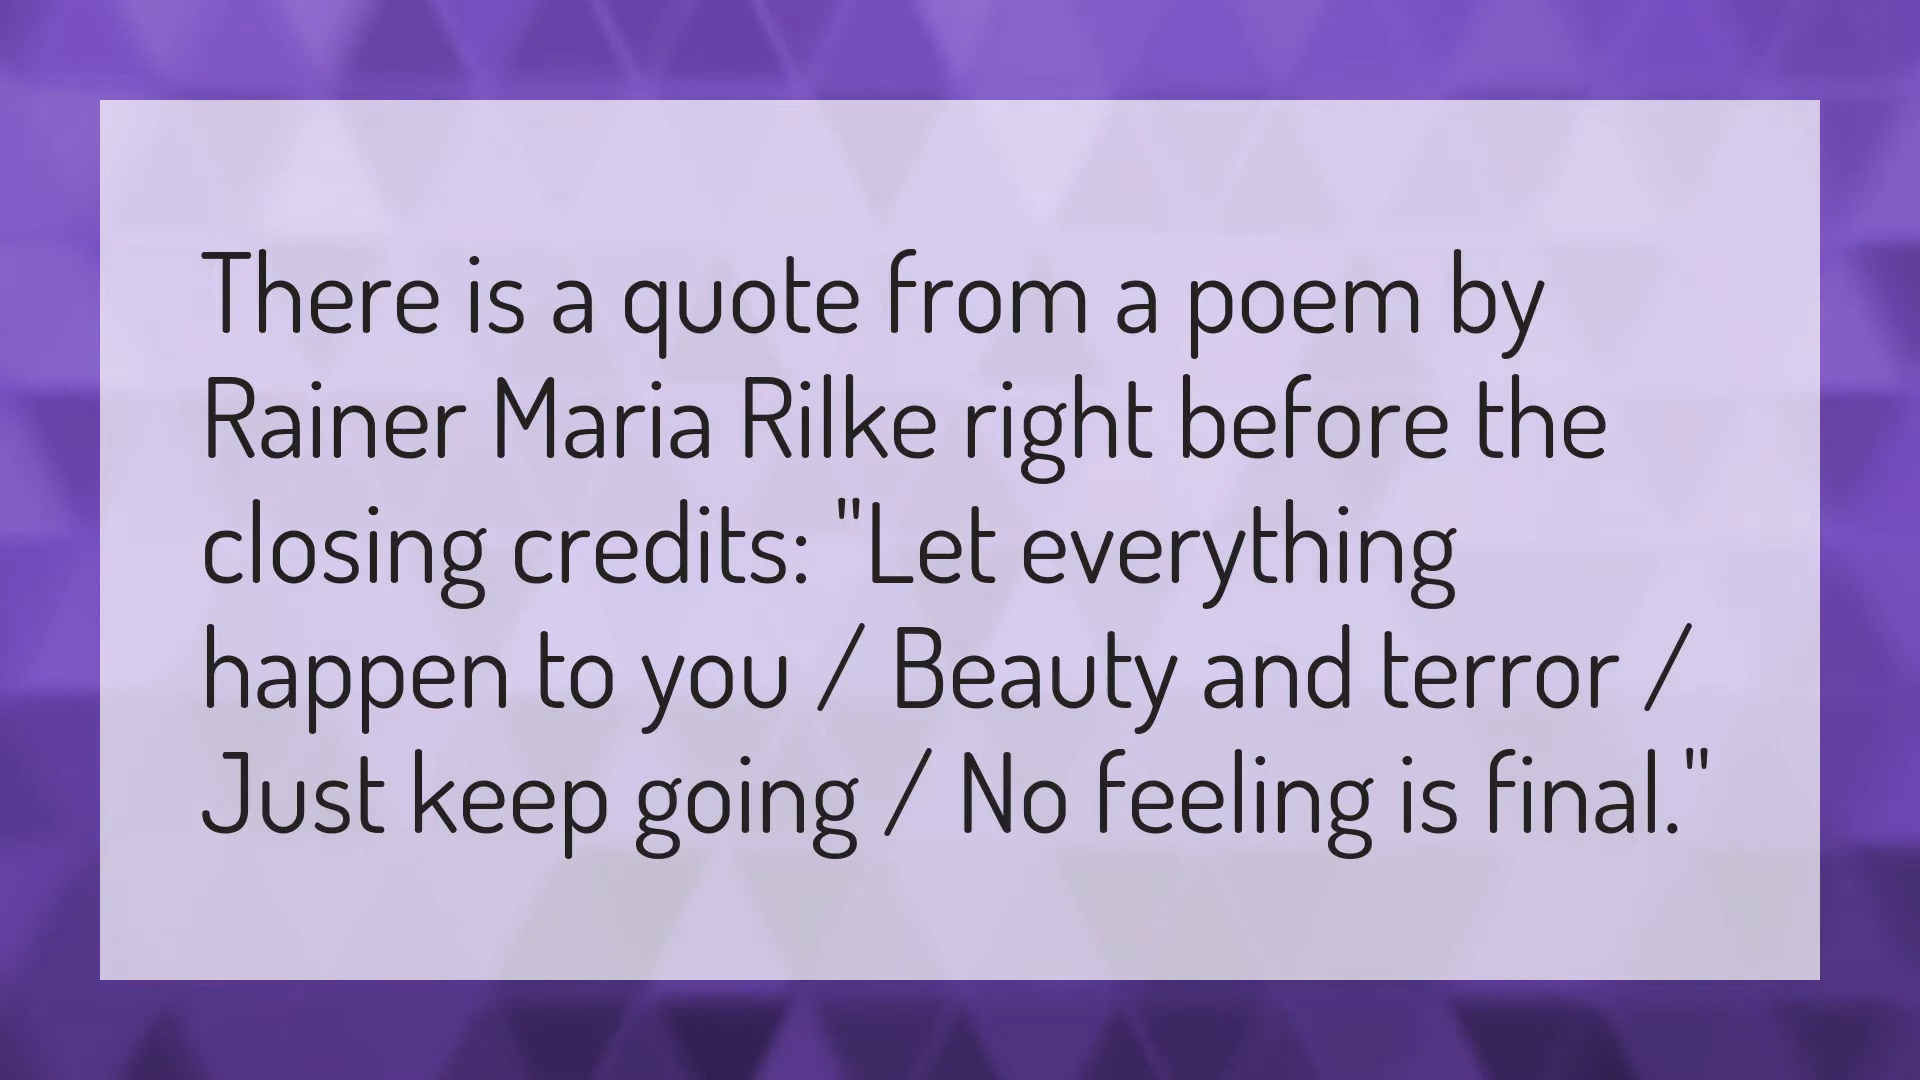 There is a quote from a poem by
Rainer Maria Rilke right before the
closing credits: "Let everything
happen to you / Beauty and terror /
Just keep going / No feeling is final."